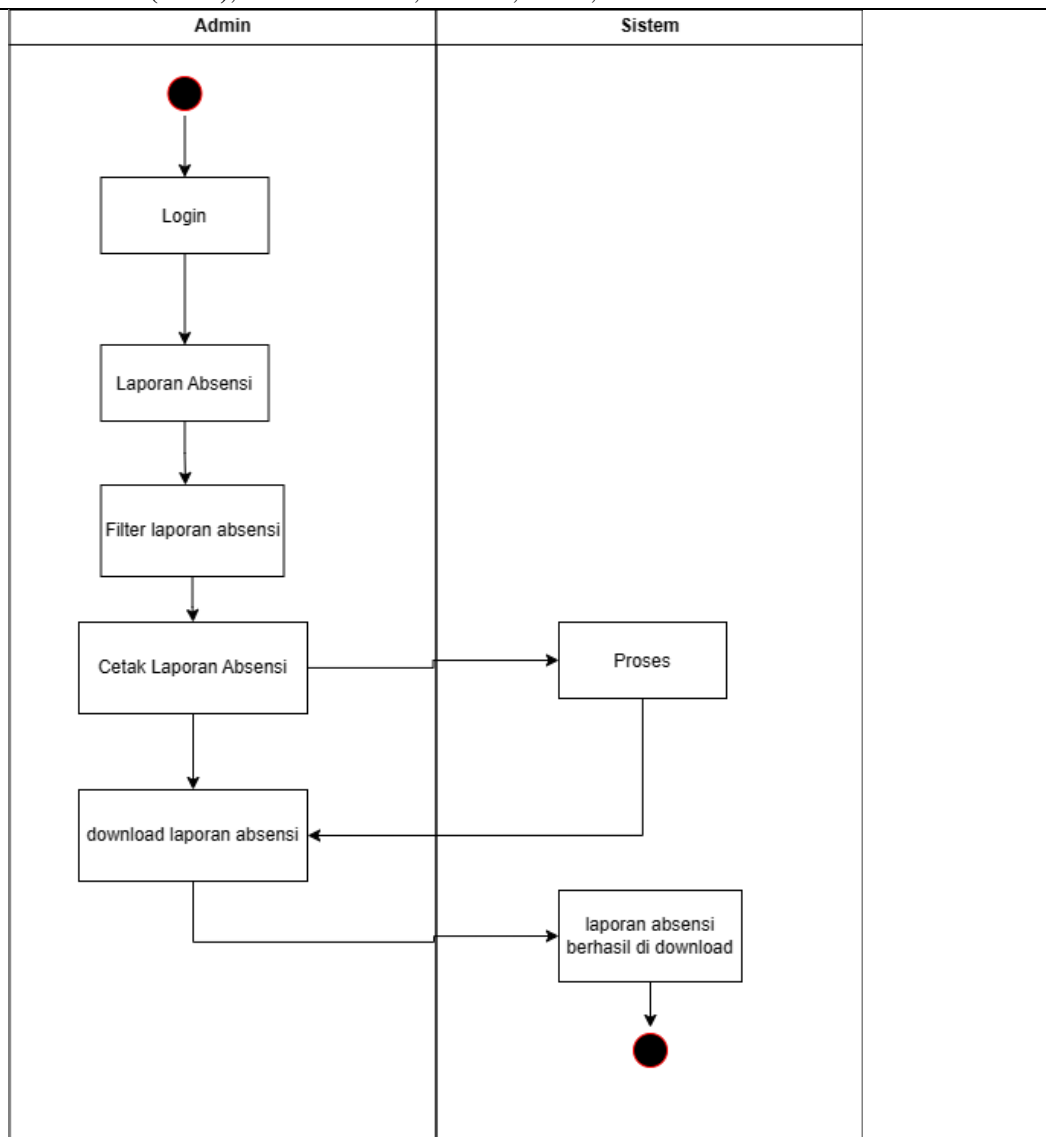 Admin
Sistem
Login
Laporan Absensi
Filter laporan absensi
Cetak Laporan Absensi
Proses
download laporan absensi
laporan absensi
berhasil di download